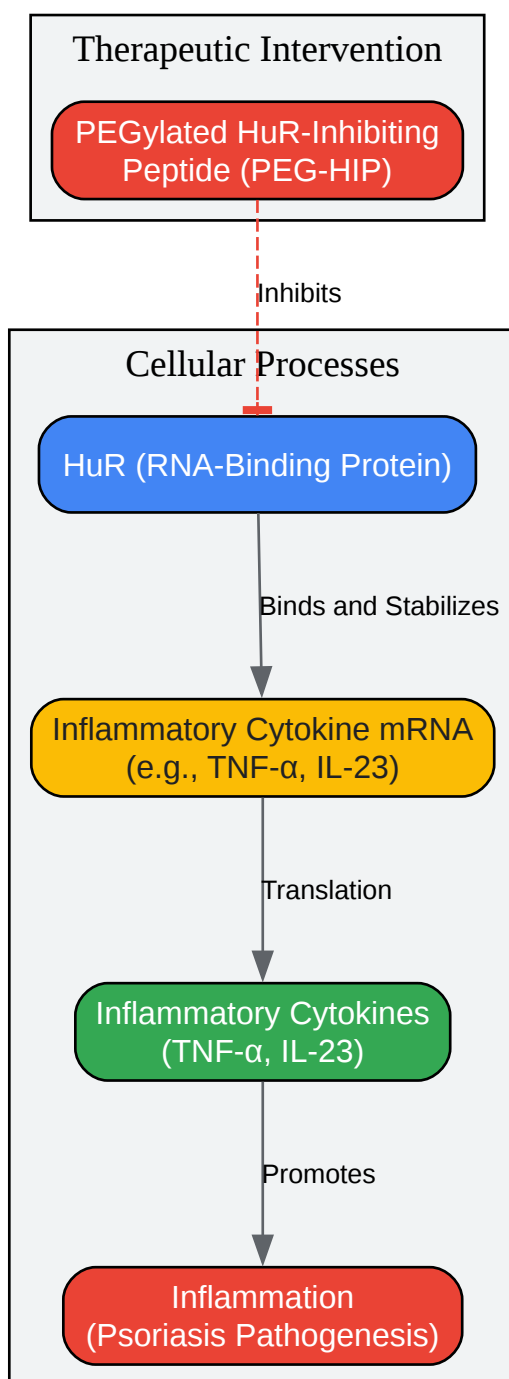 Therapeutic Intervention
PEGylated HuR-Inhibiting
Peptide (PEG-HIP)
Inhibits
Cellular Processes
HuR (RNA-Binding Protein)
Binds and Stabilizes
Inflammatory Cytokine mRNA
(e.g., TNF-α, IL-23)
Translation
Inflammatory Cytokines
(TNF-α, IL-23)
Promotes
Inflammation
(Psoriasis Pathogenesis)